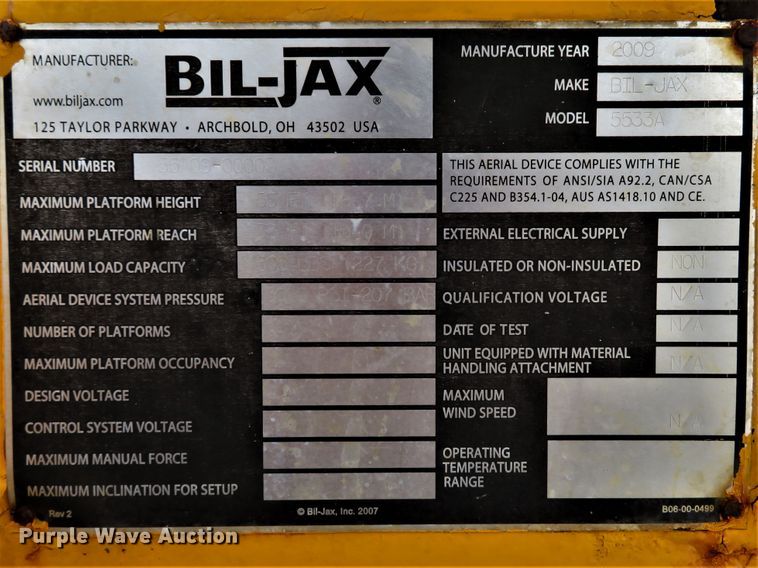 MANUFACTURER:
BIL-JAX ®
www.biljax.com
125 TAYLOR PARKWAY • ARCHBOLD, OH 43502 USA
MANUFACTURE YEAR 2009
MAKE BIL-JAX
MODEL 5533A
SERIAL NUMBER
THIS AERIAL DEVICE COMPLIES WITH THE
REQUIREMENTS OF ANSI/SIA A92.2, CAN/CSA
C225 AND B354.1-04, AUS AS1418.10 AND CE.
MAXIMUM PLATFORM HEIGHT
MAXIMUM PLATFORM REACH
MAXIMUM LOAD CAPACITY 227 KG
AERIAL DEVICE SYSTEM PRESSURE
NUMBER OF PLATFORMS
MAXIMUM PLATFORM OCCUPANCY
DESIGN VOLTAGE
CONTROL SYSTEM VOLTAGE
MAXIMUM MANUAL FORCE
MAXIMUM INCLINATION FOR SETUP
EXTERNAL ELECTRICAL SUPPLY
INSULATED OR NON-INSULATED NON
QUALIFICATION VOLTAGE N/A
DATE OF TEST N/A
UNIT EQUIPPED WITH MATERIAL
HANDLING ATTACHMENT N/A
MAXIMUM
WIND SPEED N/A
OPERATING
TEMPERATURE
RANGE
Rev 2
© Bil-Jax, Inc. 2007
B06-00-0499
Purple Wave Auction